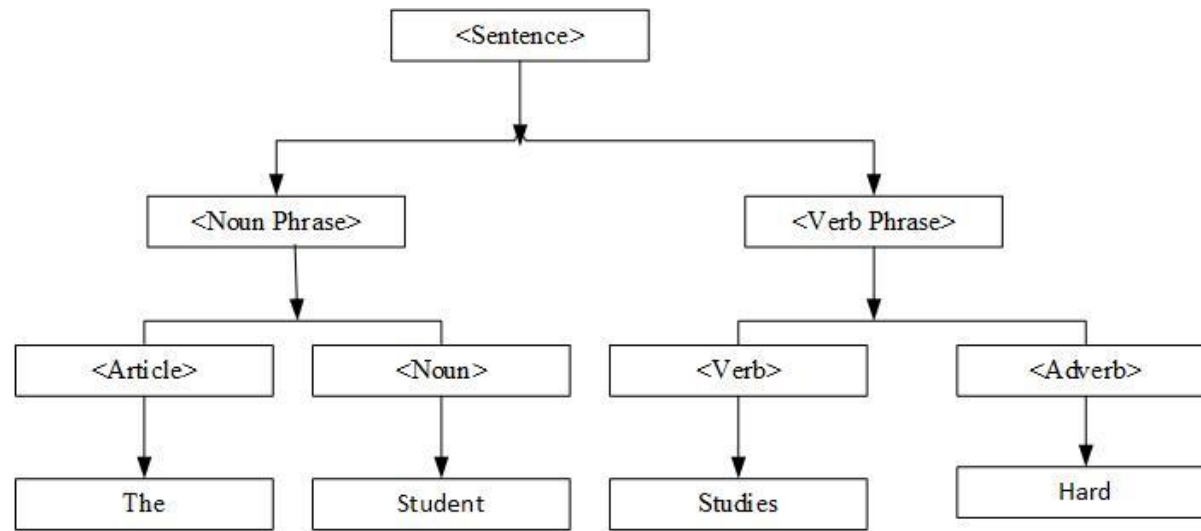 <Sentence>
<Noun Phrase>
<Verb Phrase>
<Article>
<Noun>
<Verb>
<Adverb>
The
Student
Studies
Hard